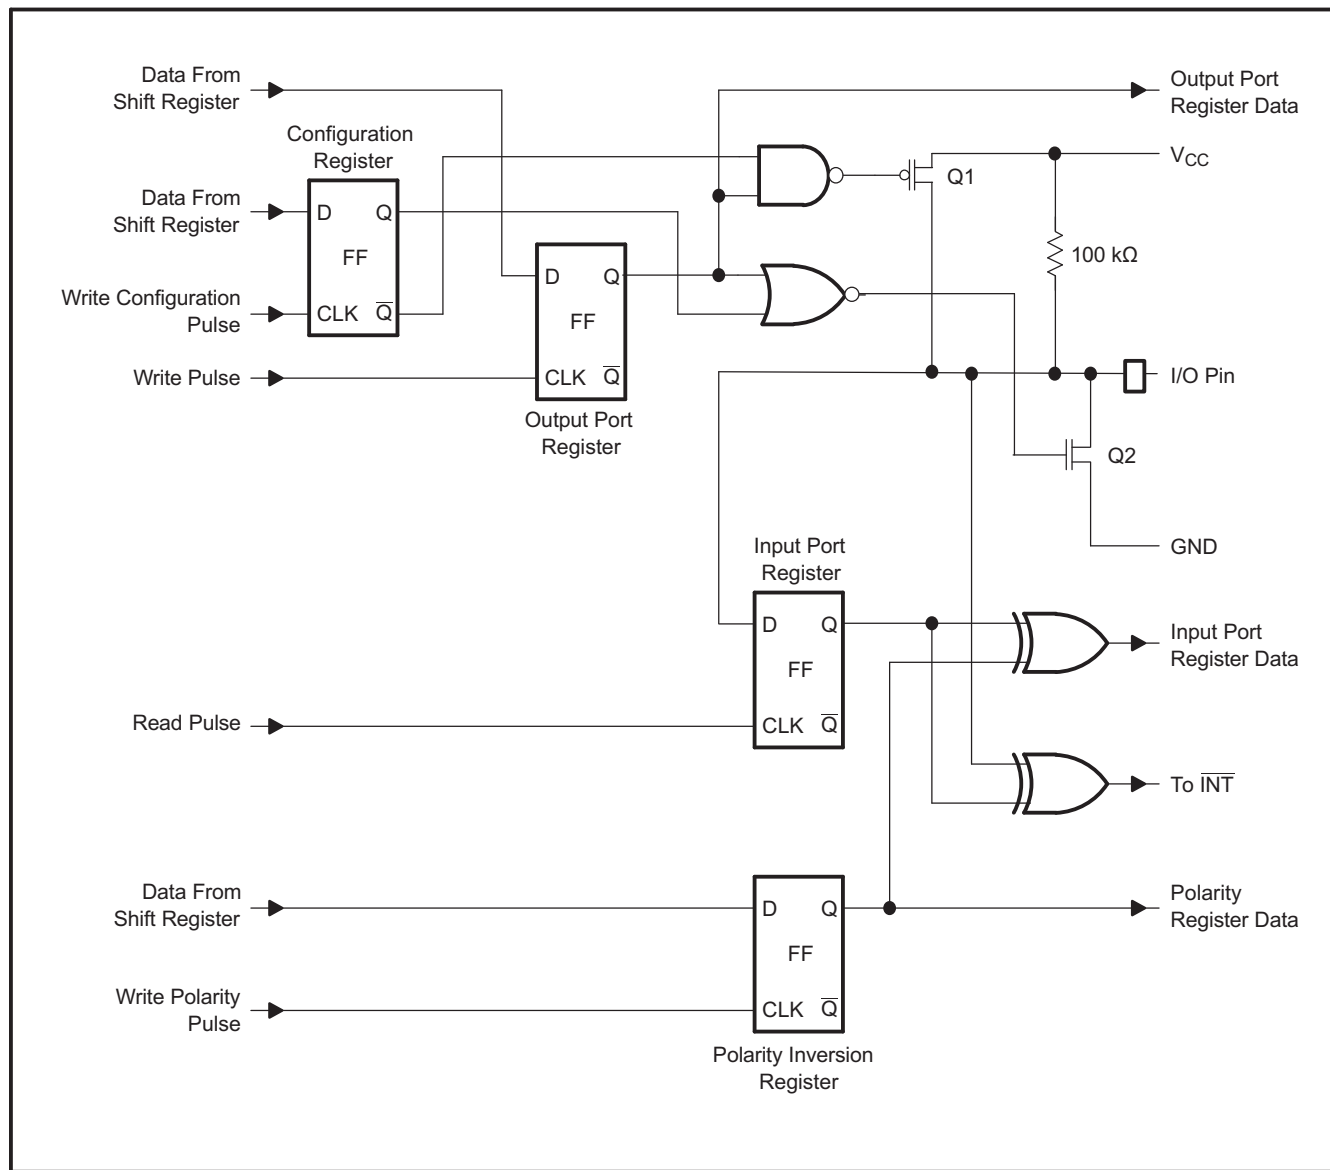 Data From
Shift Register
Output Port
Register Data
Configuration
Register
V_CC
Q1
Data From
Shift Register
D Q
FF
CLK Q̅
100 kΩ
D Q
FF
CLK Q̅
Write Configuration
Pulse
Write Pulse
I/O Pin
Output Port
Register
Q2
GND
Input Port
Register
D Q
FF
CLK Q̅
Input Port
Register Data
Read Pulse
To I̅N̅T̅
Data From
Shift Register
D Q
FF
CLK Q̅
Polarity
Register Data
Write Polarity
Pulse
Polarity Inversion
Register